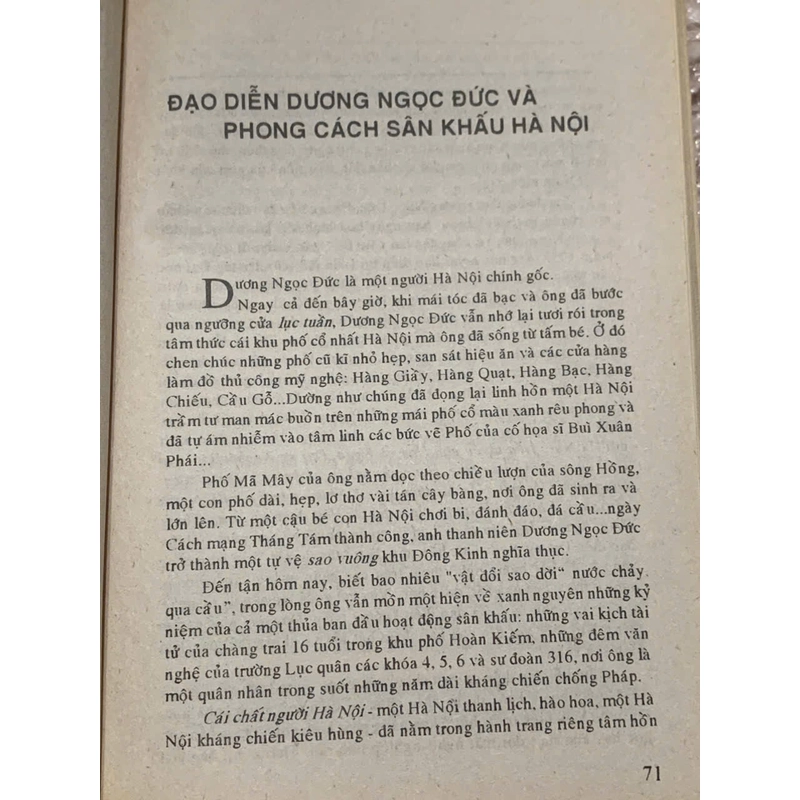 ĐẠO DIỄN DƯƠNG NGỌC ĐỨC VÀ
PHONG CÁCH SÂN KHẤU HÀ NỘI
Dương Ngọc Đức là một người Hà Nội chính gốc.
Ngay cả đến bây giờ, khi mái tóc đã bạc và ông đã bước
qua ngưỡng cửa lục tuần, Dương Ngọc Đức vẫn nhớ lại tươi rói trong
tâm thức cái khu phố cổ nhất Hà Nội mà ông đã sống từ tấm bé. Ở đó
chen chúc những phố cũ kĩ nhỏ hẹp, san sát hiệu ăn và các cửa hàng
làm đồ thủ công mỹ nghệ: Hàng Giầy, Hàng Quạt, Hàng Bạc, Hàng
Chiếu, Cầu Gỗ...Dường như chúng đã đọng lại linh hồn một Hà Nội
trầm tư man mác buồn trên những mái phố cổ màu xanh rêu phong và
đã tự ám nhiễm vào tâm linh các bức vẽ Phố của cố họa sĩ Buì Xuân
Phái...
Phố Mã Mây của ông nằm dọc theo chiều lượn của sông Hồng,
một con phố dài, hẹp, lơ thơ vài tán cây bàng, nơi ông đã sinh ra và
lớn lên. Từ một cậu bé con Hà Nội chơi bi, đánh đáo, đá cầu...ngày
Cách mạng Tháng Tám thành công, anh thanh niên Dương Ngọc Đức
trở thành một tự vệ sao vuông khu Đông Kinh nghĩa thục.
Đến tận hôm nay, biết bao nhiêu "vật đổi sao dời“ nước chảy.
qua cầu”, trong lòng ông vẫn mồn một hiện về xanh nguyên những kỷ
niệm của cả một thủa ban đầu hoạt động sân khấu: những vai kịch tài
tử của chàng trai 16 tuổi trong khu phố Hoàn Kiếm, những đêm văn
nghệ của trường Lục quân các khóa 4, 5, 6 và sư đoàn 316, nơi ông là
một quân nhân trong suốt những năm dài kháng chiến chống Pháp.
Cái chất người Hà Nội - một Hà Nội thanh lịch, hào hoa, một Hà
Nội kháng chiến kiêu hùng - đã nằm trong hành trang riêng tâm hồn
71